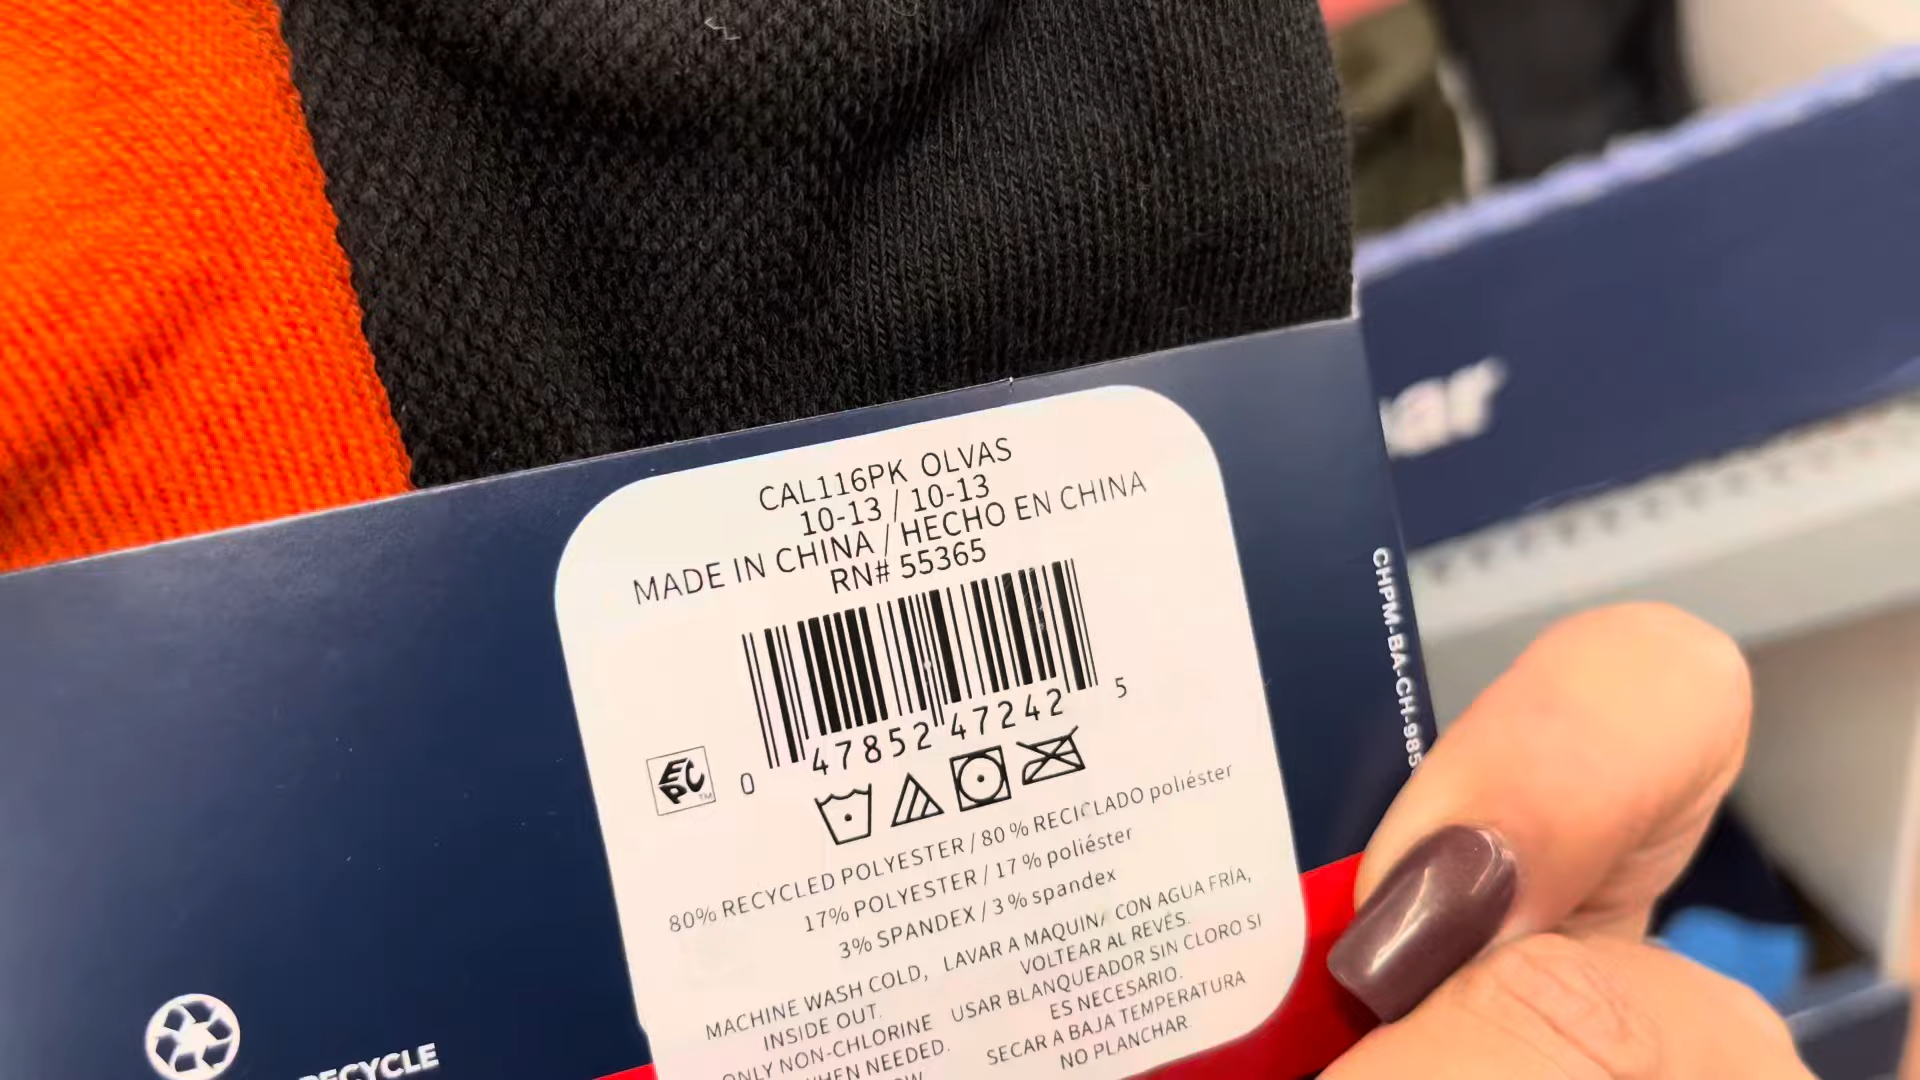 CAL116PK OLVAS
10-13 / 10-13
MADE IN CHINA / HECHO EN CHINA
RN# 55365
0 47852 47242 5
EPC TM
80% RECYCLED POLYESTER / 80 % RECICLADO poliéster
17% POLYESTER / 17 % poliéster
3% SPANDEX / 3 % spandex
MACHINE WASH COLD,
INSIDE OUT.
ONLY NON-CHLORINE
WHEN NEEDED.
LAVAR A MAQUINA CON AGUA FRÍA,
VOLTEAR AL REVÉS.
USAR BLANQUEADOR SIN CLORO SI
ES NECESARIO.
SECAR A BAJA TEMPERATURA
NO PLANCHAR.
CHPM-BA-CH-985
RECYCLE